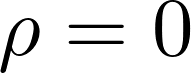 ρ = 0